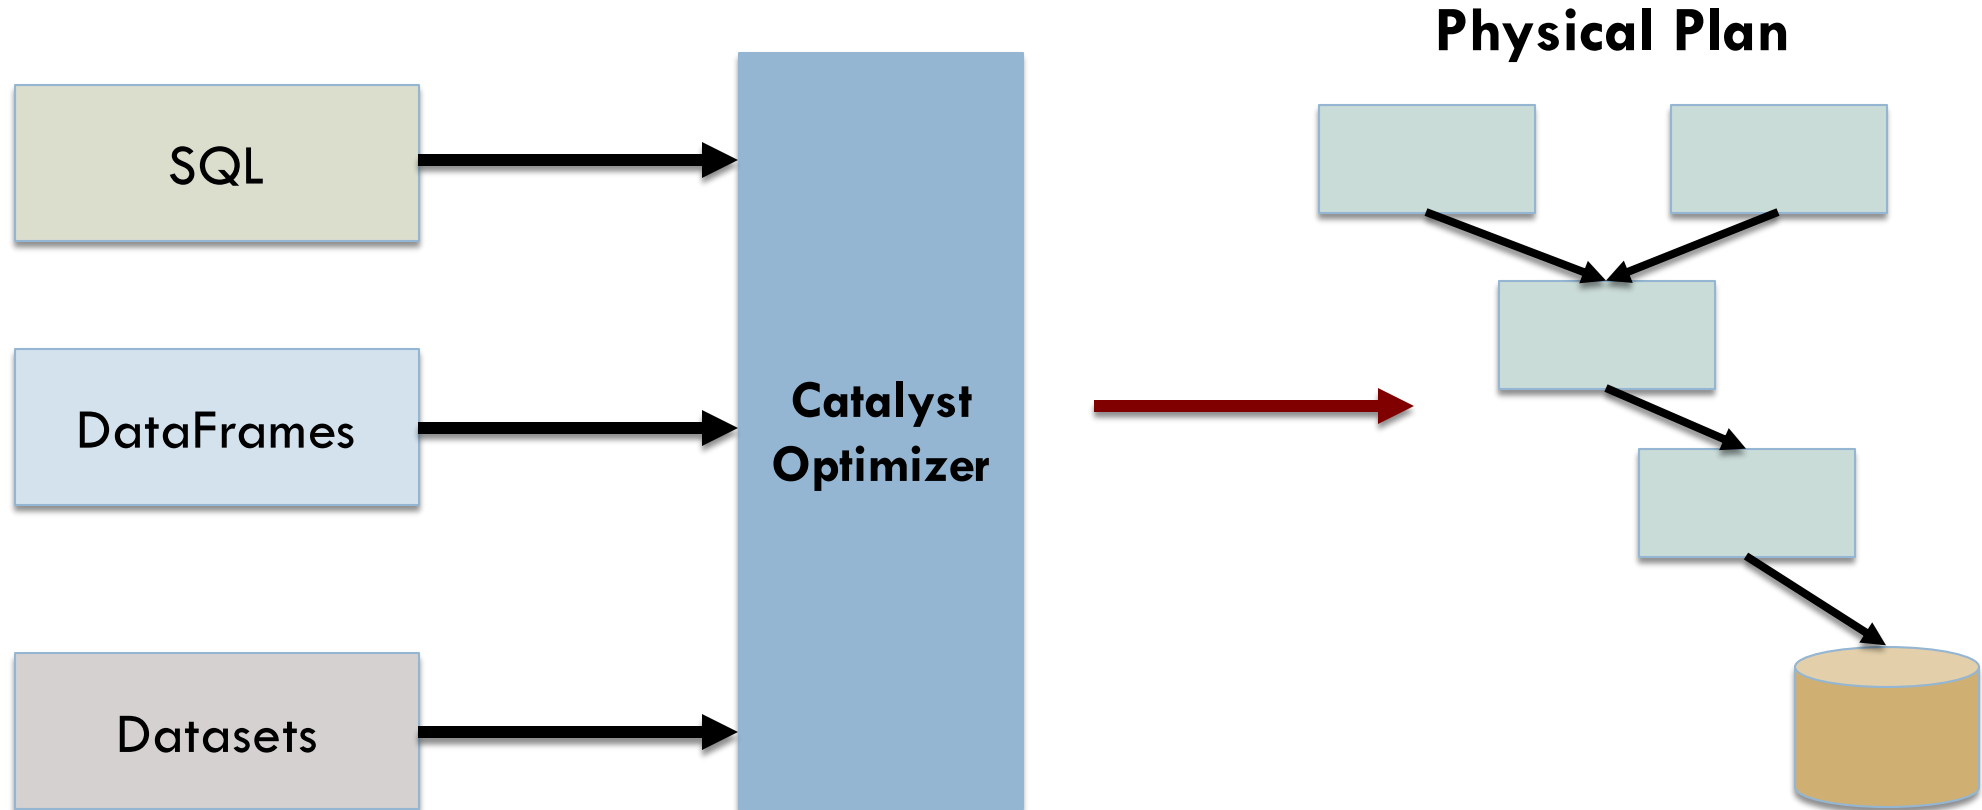 Physical Plan
SQL
DataFrames
Catalyst
Optimizer
Datasets